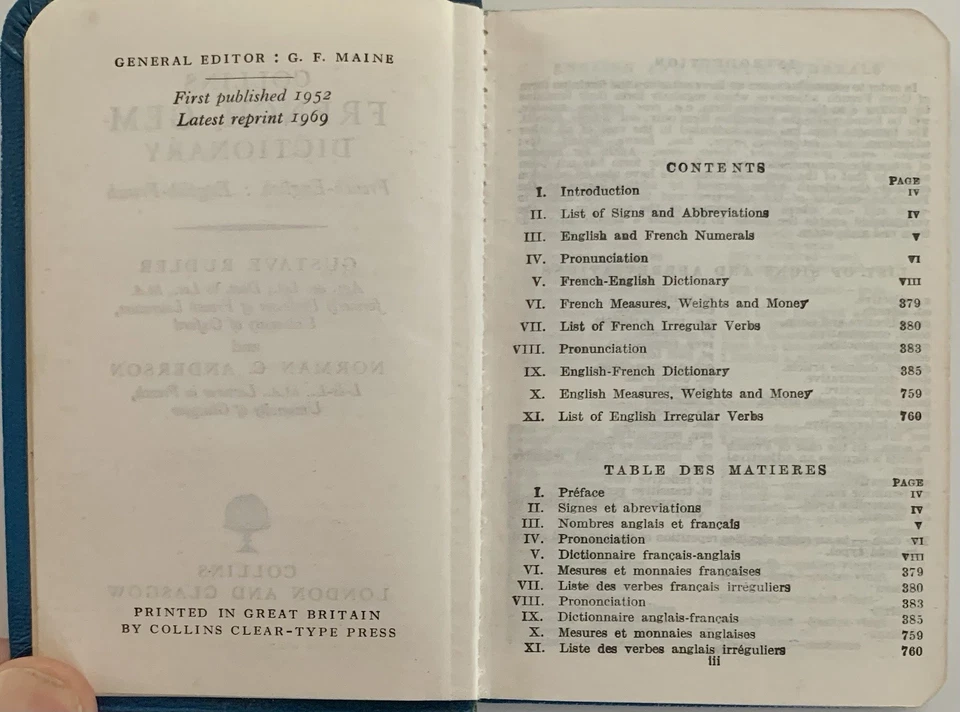 GENERAL EDITOR : G. F. MAINE
First published 1952
Latest reprint 1969
PRINTED IN GREAT BRITAIN
BY COLLINS CLEAR-TYPE PRESS
CONTENTS
PAGE
I. Introduction IV
II. List of Signs and Abbreviations IV
III. English and French Numerals V
IV. Pronunciation VI
V. French-English Dictionary VIII
VI. French Measures, Weights and Money 379
VII. List of French Irregular Verbs 380
VIII. Pronunciation 383
IX. English-French Dictionary 385
X. English Measures, Weights and Money 759
XI. List of English Irregular Verbs 760
TABLE DES MATIERES
PAGE
I. Préface IV
II. Signes et abreviations IV
III. Nombres anglais et français V
IV. Prononciation VI
V. Dictionnaire français-anglais VIII
VI. Mesures et monnaies françaises 379
VII. Liste des verbes français irréguliers 380
VIII. Prononciation 383
IX. Dictionnaire anglais-français 385
X. Mesures et monnaies anglaises 759
XI. Liste des verbes anglais irréguliers 760
iii